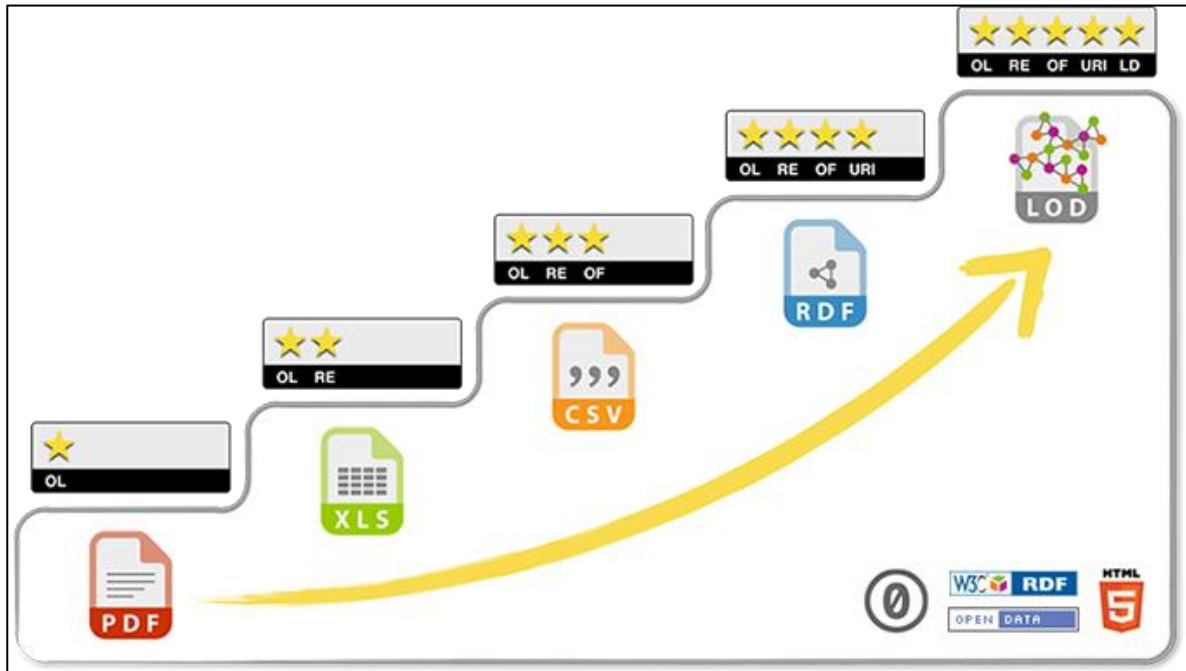 OL RE OF URI LD
LOD
OL RE OF URI
RDF
OL RE OF
CSV
OL RE
XLS
OL
PDF
0
W3C RDF
OPEN DATA
HTML
5